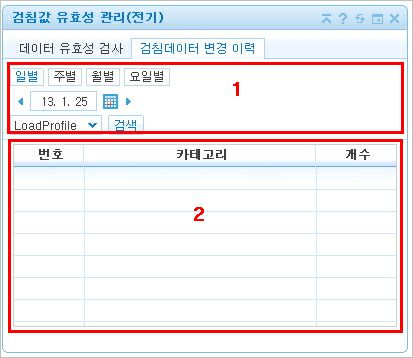 검침값 유효성 관리(전기)
데이터 유효성 검사 검침데이터 변경 이력
일별 주별 월별 요일별
1
13. 1. 25
LoadProfile 검색
번호 카테고리 개수
2